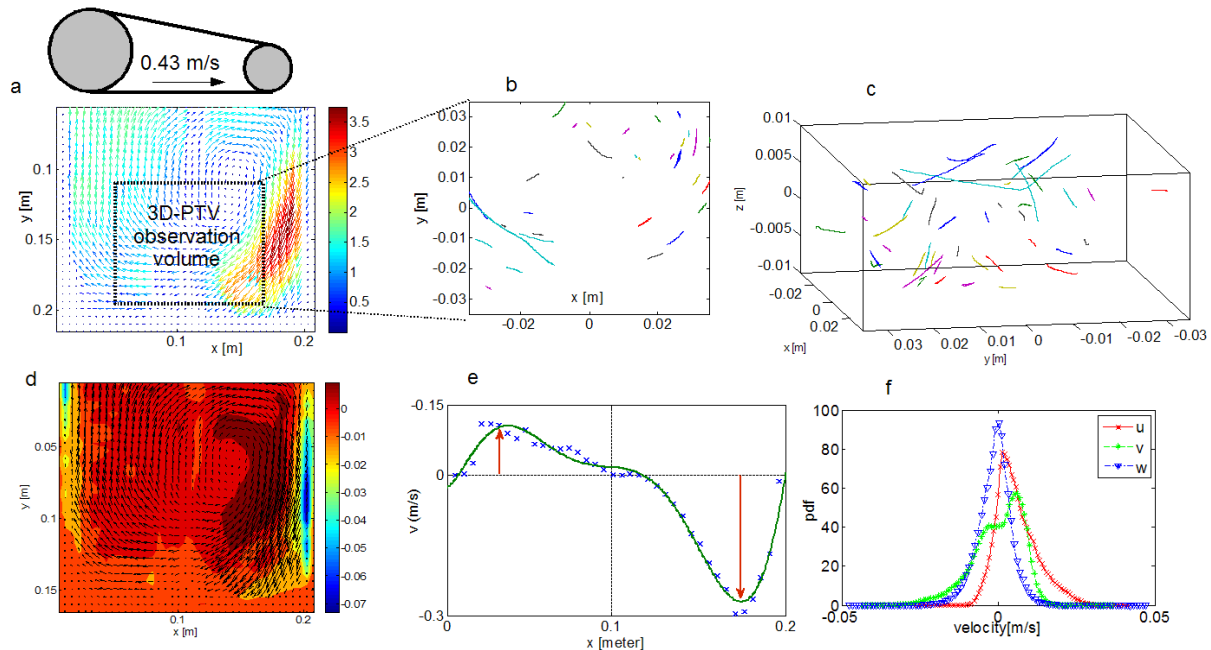 0.43 m/s
a
3.5
3
2.5
2
1.5
1
0.5
0.1
0.15
0.2
y [m]
3D-PTV
observation
volume
0.1
0.2
x [m]
b
0.03
0.02
0.01
0
-0.01
-0.02
-0.03
y [m]
x [m]
-0.02
0
0.02
c
0.01
0.005
0
-0.005
-0.01
z [m]
-0.02
0
0.02
x [m]
0.03
0.02
0.01
0
-0.01
-0.02
-0.03
y [m]
d
0
-0.01
-0.02
-0.03
-0.04
-0.05
-0.06
-0.07
0.05
0.1
0.15
y [m]
0.1
0.2
x [m]
e
-0.15
0
-0.3
v (m/s)
0
0.1
0.2
x [meter]
f
100
80
60
40
20
0
pdf
u
v
w
-0.05
0
0.05
velocity[m/s]